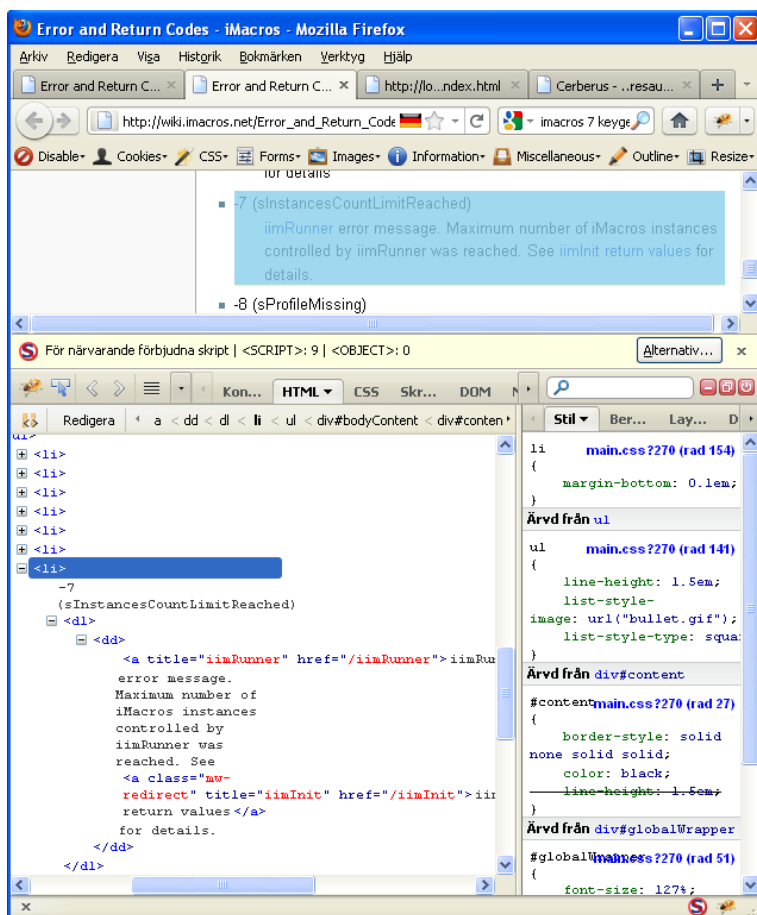 Error and Return Codes - iMacros - Mozilla Firefox
Arkiv Redigera Visa Historik Bokmärken Verktyg Hjälp
Error and Return C... × Error and Return C... × http://lo...ndex.html × Cerberus - ..resau... × +
http://wiki.imacros.net/Error_and_Return_Code imacros 7 keyge
Disable Cookies CSS Forms Images Information Miscellaneous Outline Resize
for details
-7 (sInstancesCountLimitReached)
iimRunner error message. Maximum number of iMacros instances
controlled by iimRunner was reached. See iimInit return values for
details.
-8 (sProfileMissing)
För närvarande förbjudna skript | <SCRIPT>: 9 | <OBJECT>: 0 Alternativ... ×
Kon... HTML CSS Skr... DOM
Redigera a < dd < dl < li < ul < div#bodyContent < div#conten
Stil Ber... Lay... D
ul>
<li>
<li>
<li>
<li>
<li>
<li>
<li>
-7
(sInstancesCountLimitReached)
<dl>
<dd>
<a title="iimRunner" href="/iimRunner">iimRun
error message.
Maximum number of
iMacros instances
controlled by
iimRunner was
reached. See
<a class="mw-
redirect" title="iimInit" href="/iimInit">iim
return values</a>
for details.
</dd>
</dl>
li main.css?270 (rad 154)
{
margin-bottom: 0.1em;
}
Ärvd från ul
ul main.css?270 (rad 141)
{
line-height: 1.5em;
list-style-
image: url("bullet.gif");
list-style-type: squa
}
Ärvd från div#content
#content main.css?270 (rad 27)
{
border-style: solid
none solid solid;
color: black;
line-height: 1.5em;
}
Ärvd från div#globalWrapper
#globalWrapper main.css?270 (rad 51)
{
font-size: 127%;
×